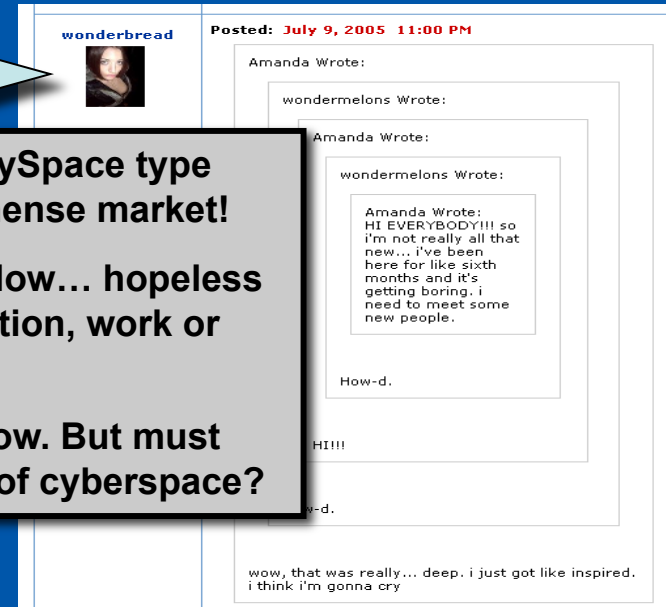 wonderbread
Posted: July 9, 2005 11:00 PM
Amanda Wrote:
wondermelons Wrote:
Amanda Wrote:
wondermelons Wrote:
Amanda Wrote:
HI EVERYBODY!!! so
i'm not really all that
new... i've been
here for like sixth
months and it's
getting boring. i
need to meet some
new people.
How-d.
HI!!!
w-d.
wow, that was really... deep. i just got like inspired.
i think i'm gonna cry
ySpace type
ense market!
low… hopeless
tion, work or
ow. But must
of cyberspace?